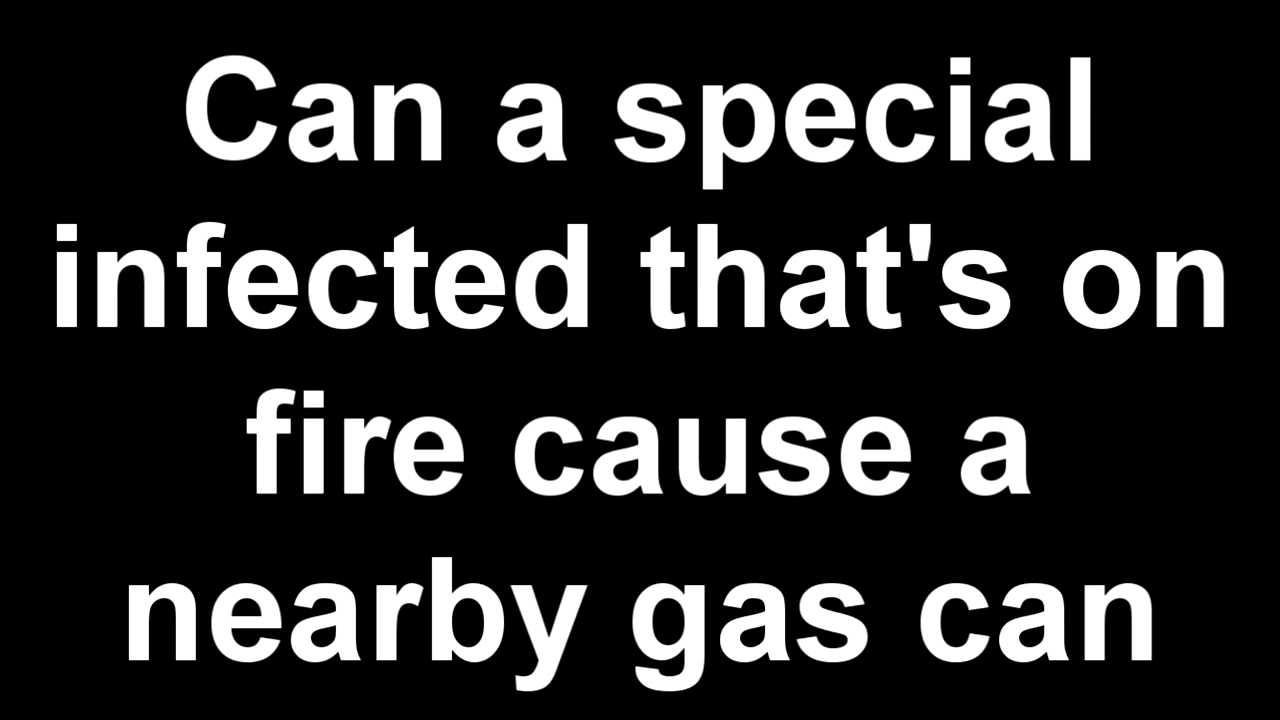 Can a special
infected that's on
fire cause a
nearby gas can